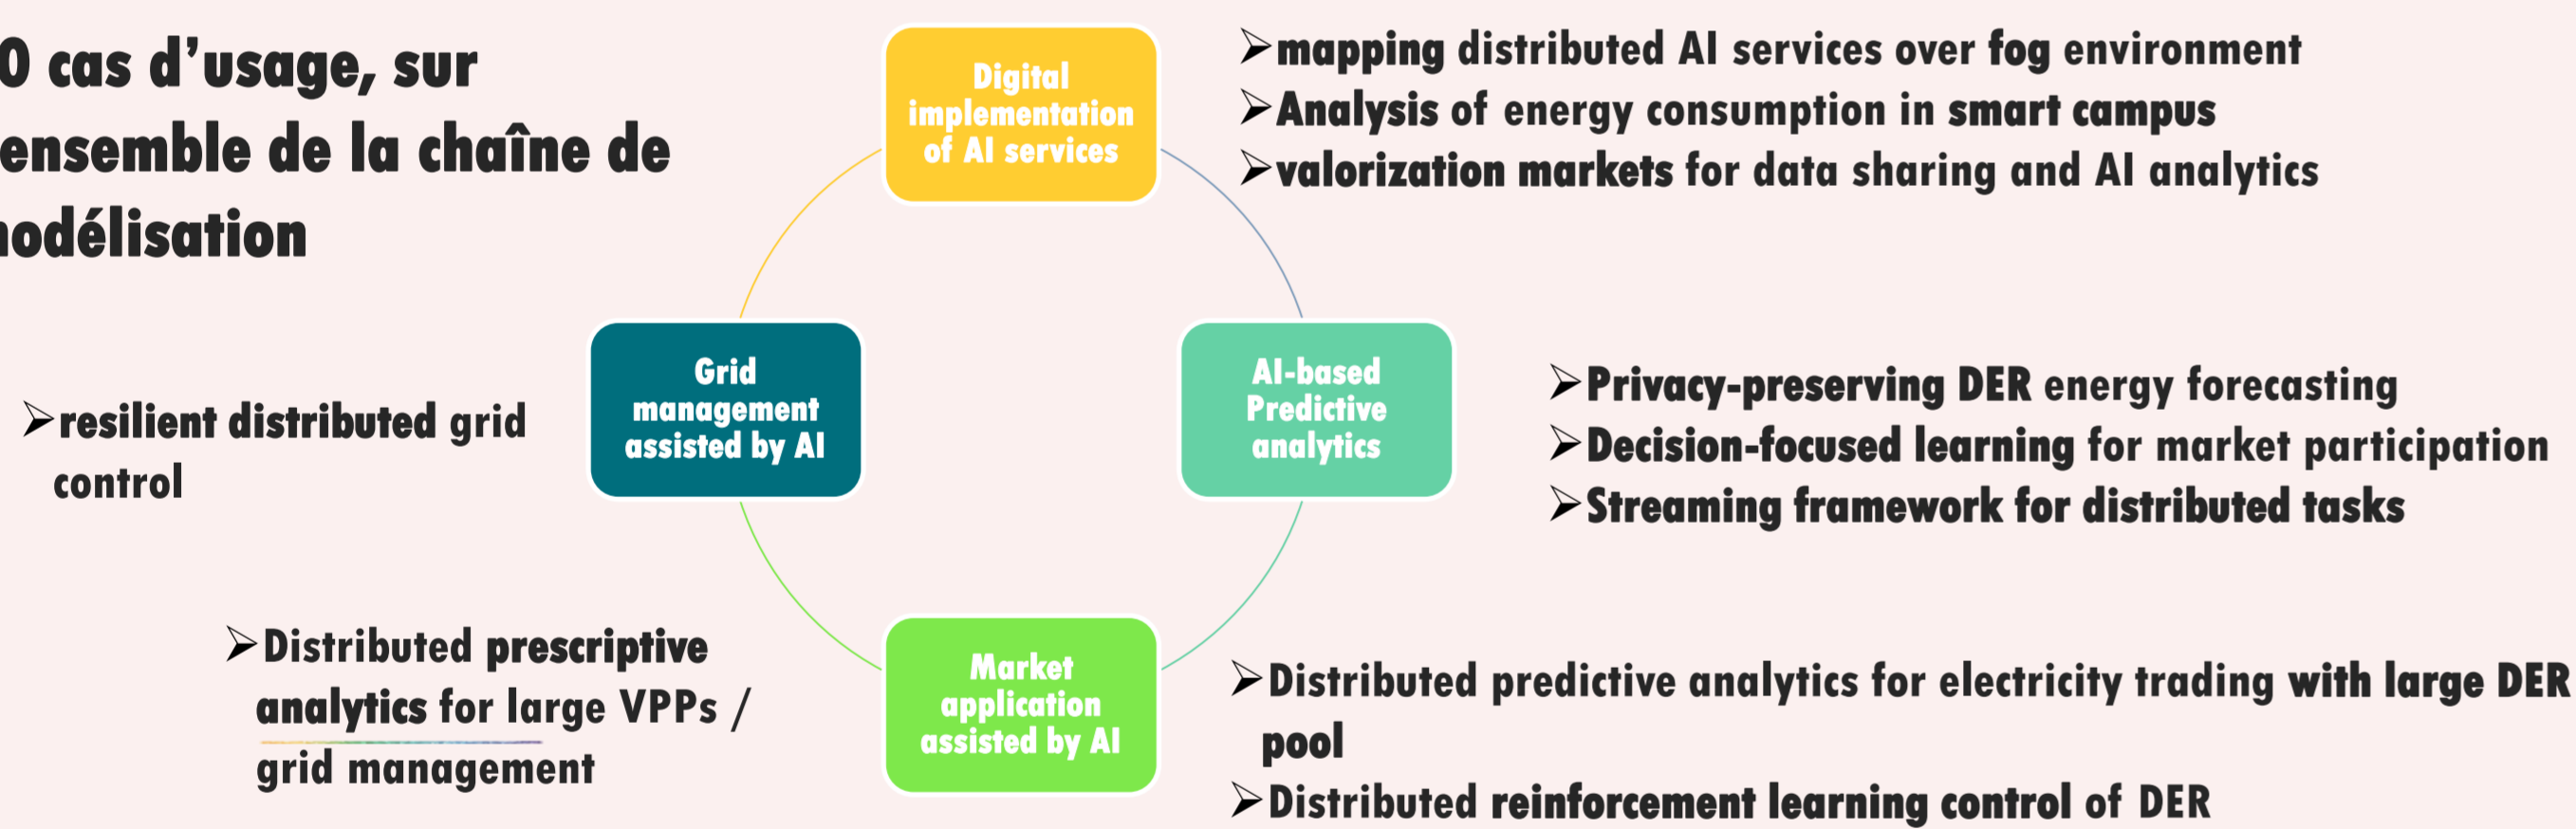 0 cas d’usage, sur
ensemble de la chaîne de
odélisation
Digital
implementation
of AI services
➢mapping distributed AI services over fog environment
➢Analysis of energy consumption in smart campus
➢valorization markets for data sharing and AI analytics
Grid
management
assisted by AI
➢resilient distributed grid
control
AI-based
Predictive
analytics
➢Privacy-preserving DER energy forecasting
➢Decision-focused learning for market participation
➢Streaming framework for distributed tasks
➢Distributed prescriptive
analytics for large VPPs /
grid management
Market
application
assisted by AI
➢Distributed predictive analytics for electricity trading with large DER
pool
➢Distributed reinforcement learning control of DER